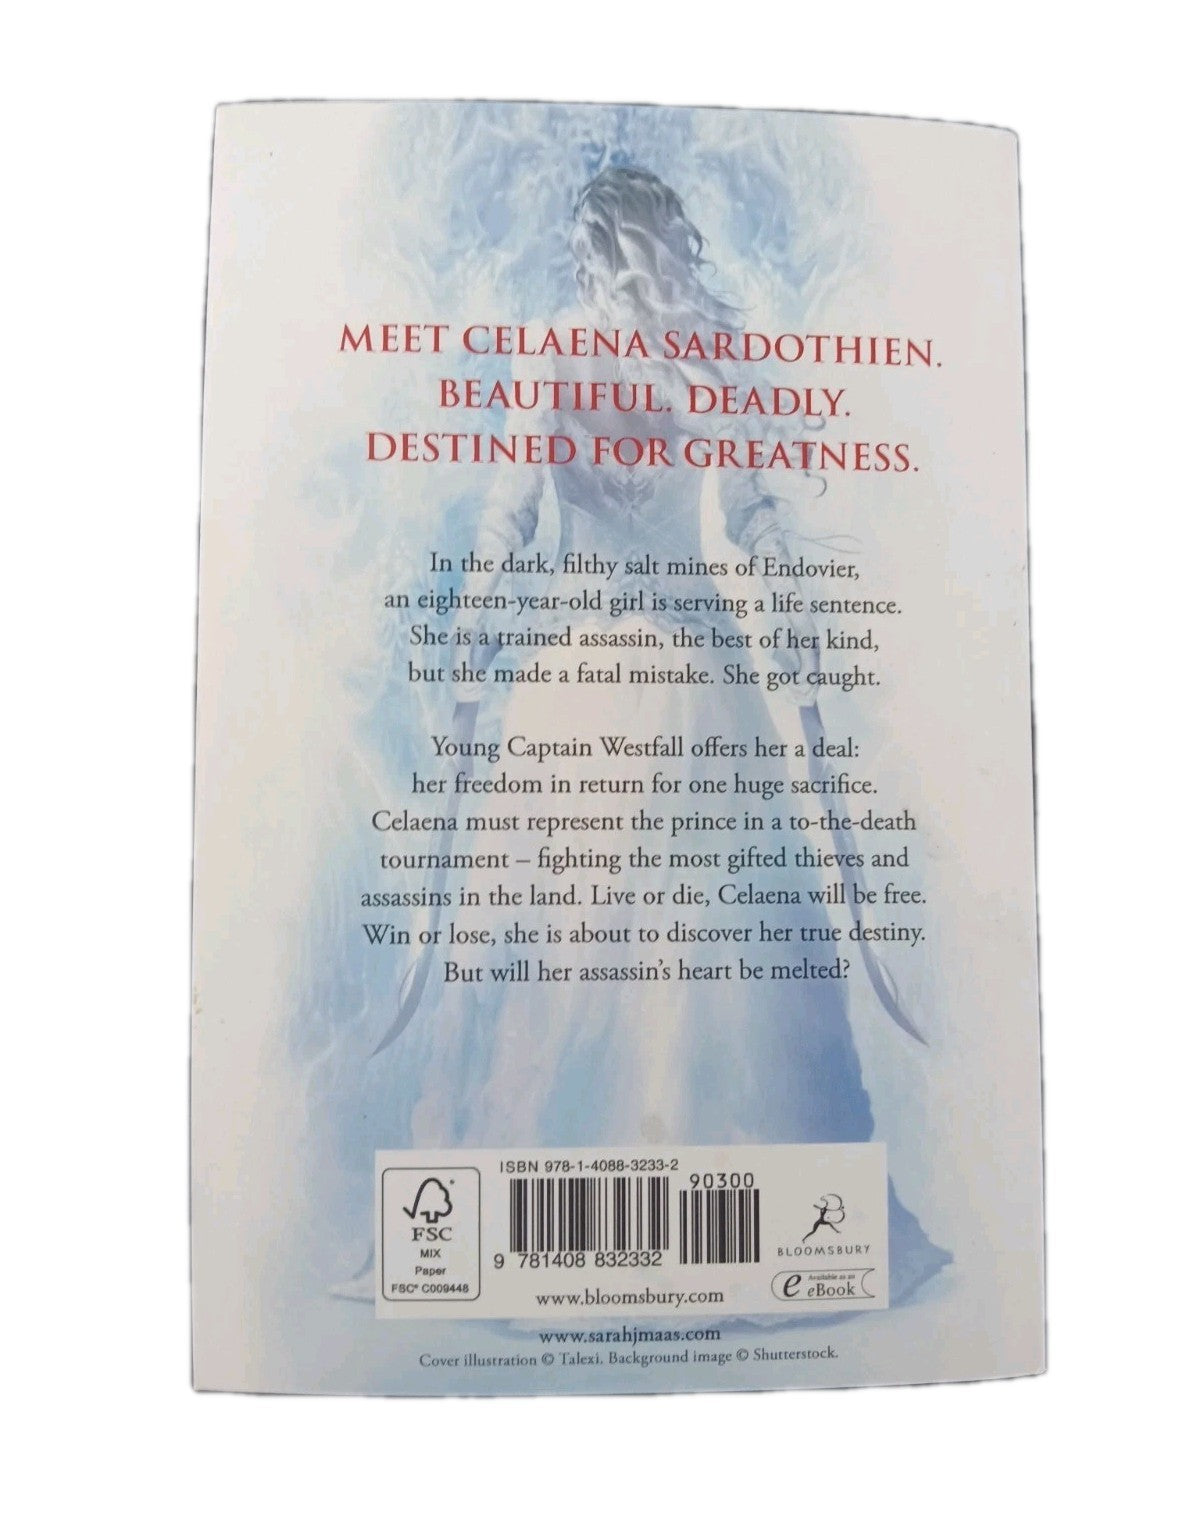 MEET CELAENA SARDOTHIEN.
BEAUTIFUL. DEADLY.
DESTINED FOR GREATNESS.
In the dark, filthy salt mines of Endovier,
an eighteen-year-old girl is serving a life sentence.
She is a trained assassin, the best of her kind,
but she made a fatal mistake. She got caught.
Young Captain Westfall offers her a deal:
her freedom in return for one huge sacrifice.
Celaena must represent the prince in a to-the-death
tournament – fighting the most gifted thieves and
assassins in the land. Live or die, Celaena will be free.
Win or lose, she is about to discover her true destiny.
But will her assassin's heart be melted?
FSC
MIX
Paper
FSC® C009448
ISBN 978-1-4088-3233-2
90300
9 781408 832332
www.bloomsbury.com
BLOOMSBURY
e Available as an
eBook
www.sarahjmaas.com
Cover illustration © Talexi. Background image © Shutterstock.